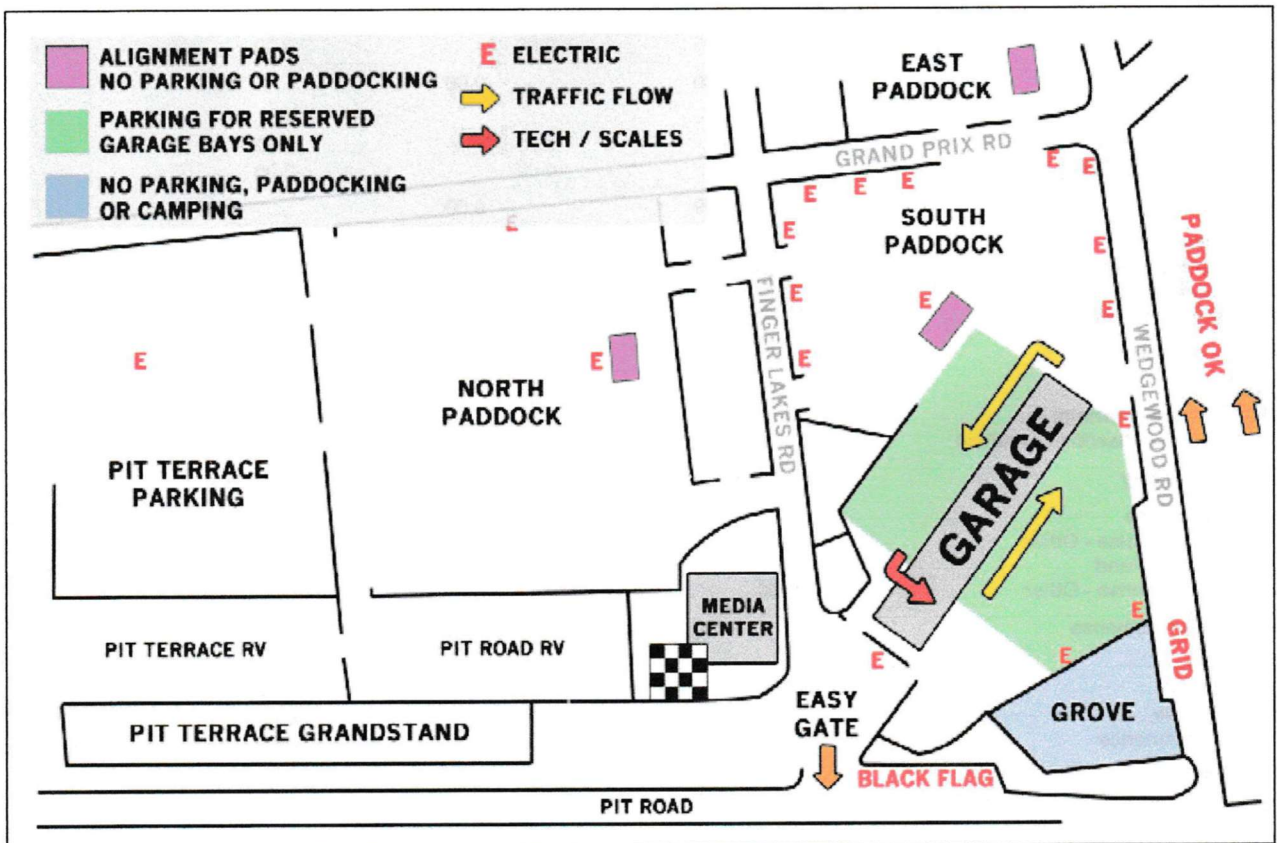 ALIGNMENT PADS
NO PARKING OR PADDOCKING
PARKING FOR RESERVED
GARAGE BAYS ONLY
NO PARKING, PADDOCKING
OR CAMPING
E ELECTRIC
TRAFFIC FLOW
TECH / SCALES
EAST
PADDOCK
GRAND PRIX RD
E
E
E
E
E
E
SOUTH
PADDOCK
E
E
E
E
E
E
E
E
PADDOCK OK
FINGER LAKES RD
WEDGEWOOD RD
E
E
NORTH
PADDOCK
E
PIT TERRACE
PARKING
GARAGE
MEDIA
CENTER
PIT TERRACE RV
PIT ROAD RV
E
E
E
GRID
GROVE
EASY
GATE
PIT TERRACE GRANDSTAND
BLACK FLAG
PIT ROAD